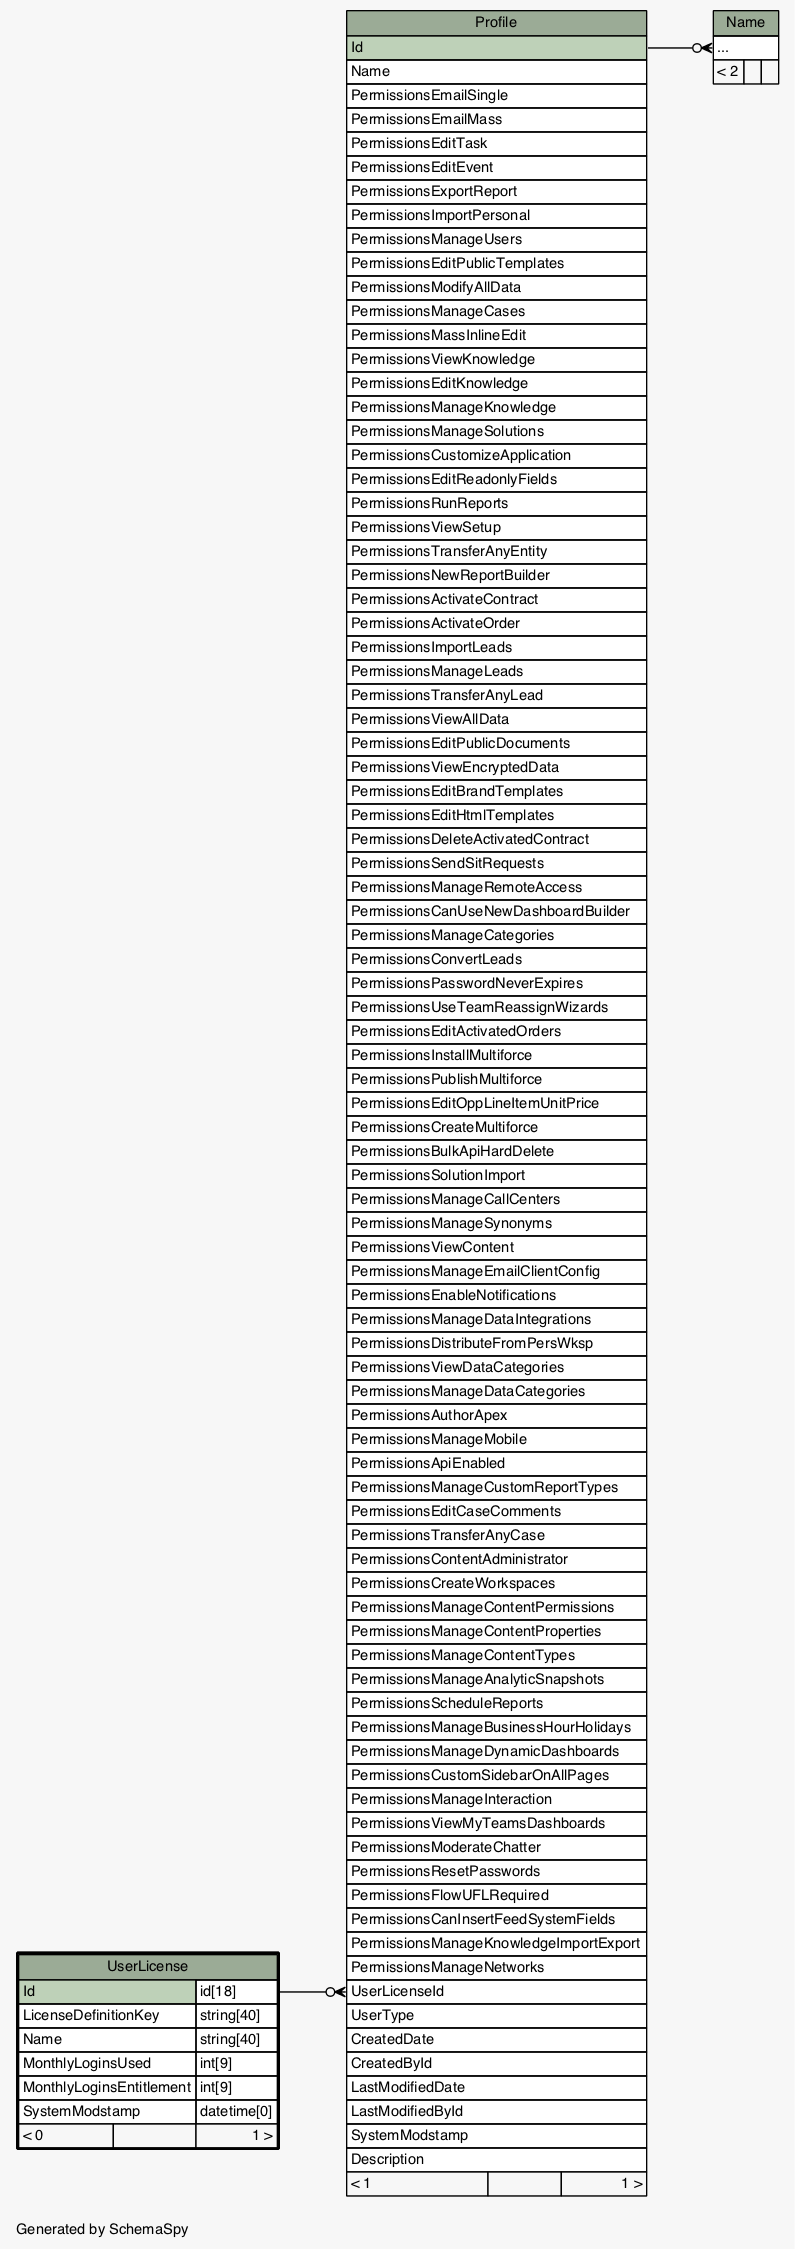 Profile
Id
Name
PermissionsEmailSingle
PermissionsEmailMass
PermissionsEditTask
PermissionsEditEvent
PermissionsExportReport
PermissionsImportPersonal
PermissionsManageUsers
PermissionsEditPublicTemplates
PermissionsModifyAllData
PermissionsManageCases
PermissionsMassInlineEdit
PermissionsViewKnowledge
PermissionsEditKnowledge
PermissionsManageKnowledge
PermissionsManageSolutions
PermissionsCustomizeApplication
PermissionsEditReadonlyFields
PermissionsRunReports
PermissionsViewSetup
PermissionsTransferAnyEntity
PermissionsNewReportBuilder
PermissionsActivateContract
PermissionsActivateOrder
PermissionsImportLeads
PermissionsManageLeads
PermissionsTransferAnyLead
PermissionsViewAllData
PermissionsEditPublicDocuments
PermissionsViewEncryptedData
PermissionsEditBrandTemplates
PermissionsEditHtmlTemplates
PermissionsDeleteActivatedContract
PermissionsSendSitRequests
PermissionsManageRemoteAccess
PermissionsCanUseNewDashboardBuilder
PermissionsManageCategories
PermissionsConvertLeads
PermissionsPasswordNeverExpires
PermissionsUseTeamReassignWizards
PermissionsEditActivatedOrders
PermissionsInstallMultiforce
PermissionsPublishMultiforce
PermissionsEditOppLineItemUnitPrice
PermissionsCreateMultiforce
PermissionsBulkApiHardDelete
PermissionsSolutionImport
PermissionsManageCallCenters
PermissionsManageSynonyms
PermissionsViewContent
PermissionsManageEmailClientConfig
PermissionsEnableNotifications
PermissionsManageDataIntegrations
PermissionsDistributeFromPersWksp
PermissionsViewDataCategories
PermissionsManageDataCategories
PermissionsAuthorApex
PermissionsManageMobile
PermissionsApiEnabled
PermissionsManageCustomReportTypes
PermissionsEditCaseComments
PermissionsTransferAnyCase
PermissionsContentAdministrator
PermissionsCreateWorkspaces
PermissionsManageContentPermissions
PermissionsManageContentProperties
PermissionsManageContentTypes
PermissionsManageAnalyticSnapshots
PermissionsScheduleReports
PermissionsManageBusinessHourHolidays
PermissionsManageDynamicDashboards
PermissionsCustomSidebarOnAllPages
PermissionsManageInteraction
PermissionsViewMyTeamsDashboards
PermissionsModerateChatter
PermissionsResetPasswords
PermissionsFlowUFLRequired
PermissionsCanInsertFeedSystemFields
PermissionsManageKnowledgeImportExport
PermissionsManageNetworks
UserLicenseId
UserType
CreatedDate
CreatedById
LastModifiedDate
LastModifiedById
SystemModstamp
Description
< 1 1 >
Name
...
< 2
UserLicense
Id id[18]
LicenseDefinitionKey string[40]
Name string[40]
MonthlyLoginsUsed int[9]
MonthlyLoginsEntitlement int[9]
SystemModstamp datetime[0]
< 0 1 >
Generated by SchemaSpy